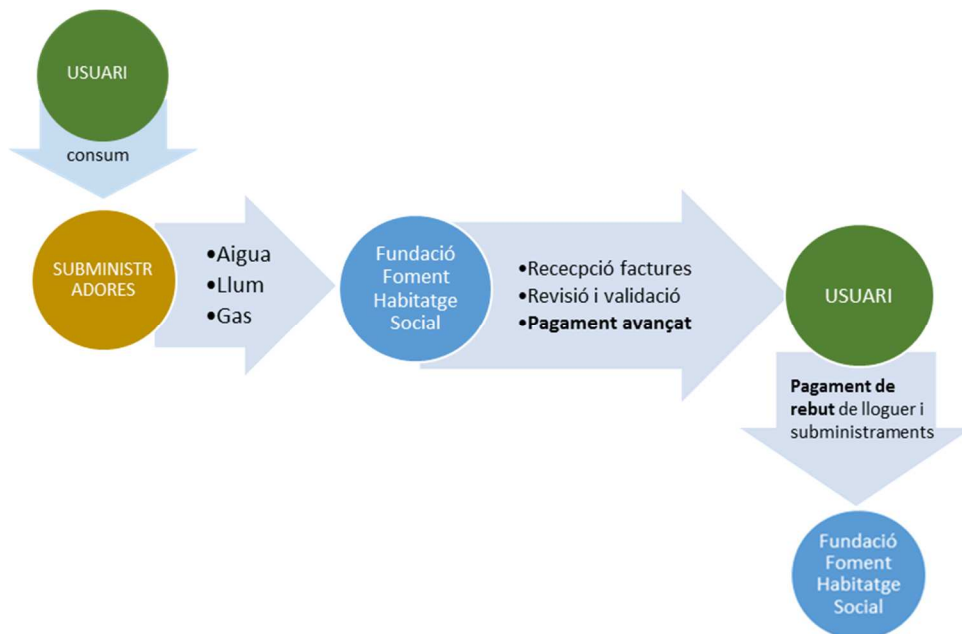 USUARI
consum
SUBMINISTR
ADORES
•Aigua
•Llum
•Gas
Fundació
Foment
Habitatge
Social
•Rececpció factures
•Revisió i validació
•Pagament avançat
USUARI
Pagament de
rebut de lloguer i
subministraments
Fundació
Foment
Habitatge
Social